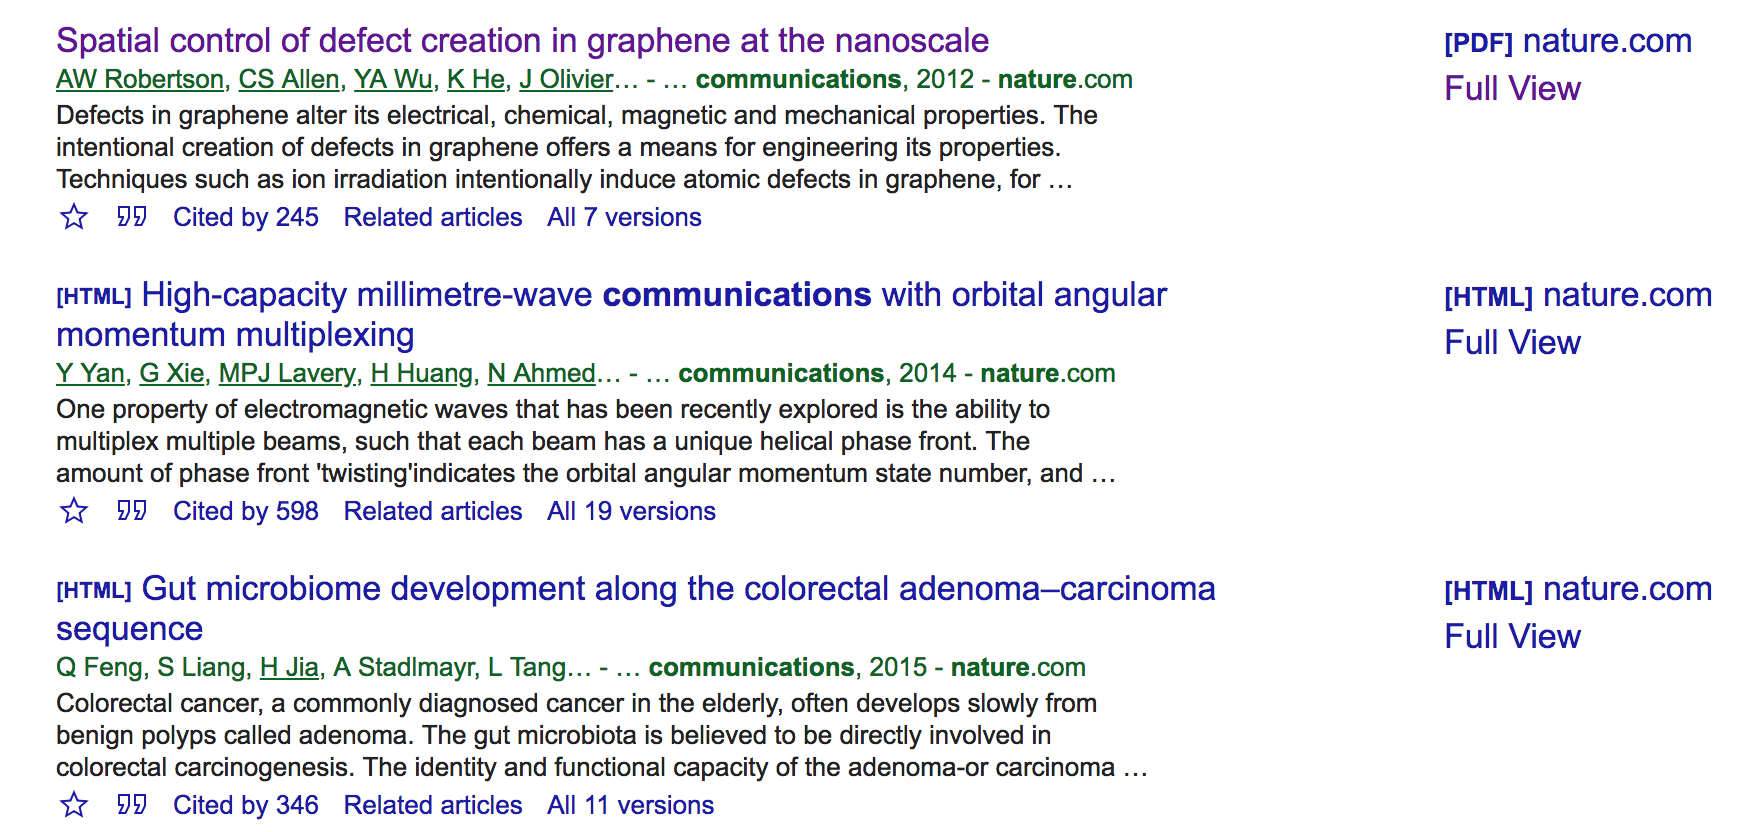 Spatial control of defect creation in graphene at the nanoscale
[PDF] nature.com
AW Robertson, CS Allen, YA Wu, K He, J Olivier… - … communications, 2012 - nature.com
Full View
Defects in graphene alter its electrical, chemical, magnetic and mechanical properties. The
intentional creation of defects in graphene offers a means for engineering its properties.
Techniques such as ion irradiation intentionally induce atomic defects in graphene, for …
Cited by 245 Related articles All 7 versions
[HTML] High-capacity millimetre-wave communications with orbital angular
momentum multiplexing
[HTML] nature.com
Full View
Y Yan, G Xie, MPJ Lavery, H Huang, N Ahmed… - … communications, 2014 - nature.com
One property of electromagnetic waves that has been recently explored is the ability to
multiplex multiple beams, such that each beam has a unique helical phase front. The
amount of phase front 'twisting'indicates the orbital angular momentum state number, and …
Cited by 598 Related articles All 19 versions
[HTML] Gut microbiome development along the colorectal adenoma–carcinoma
sequence
[HTML] nature.com
Full View
Q Feng, S Liang, H Jia, A Stadlmayr, L Tang… - … communications, 2015 - nature.com
Colorectal cancer, a commonly diagnosed cancer in the elderly, often develops slowly from
benign polyps called adenoma. The gut microbiota is believed to be directly involved in
colorectal carcinogenesis. The identity and functional capacity of the adenoma-or carcinoma …
Cited by 346 Related articles All 11 versions